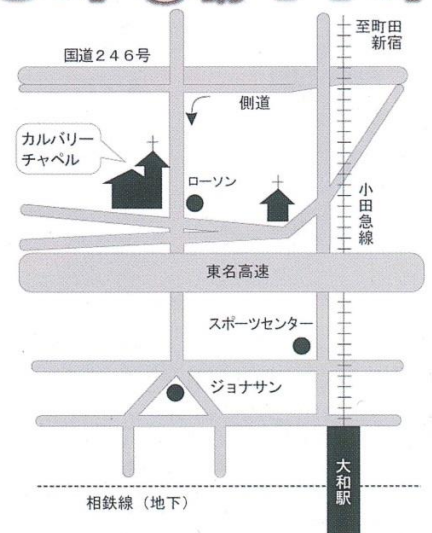 至町田
新宿
国道246号
側道
カルバリー
チャペル
ローソン
小田急線
東名高速
スポーツセンター
ジョナサン
大和駅
相鉄線（地下）